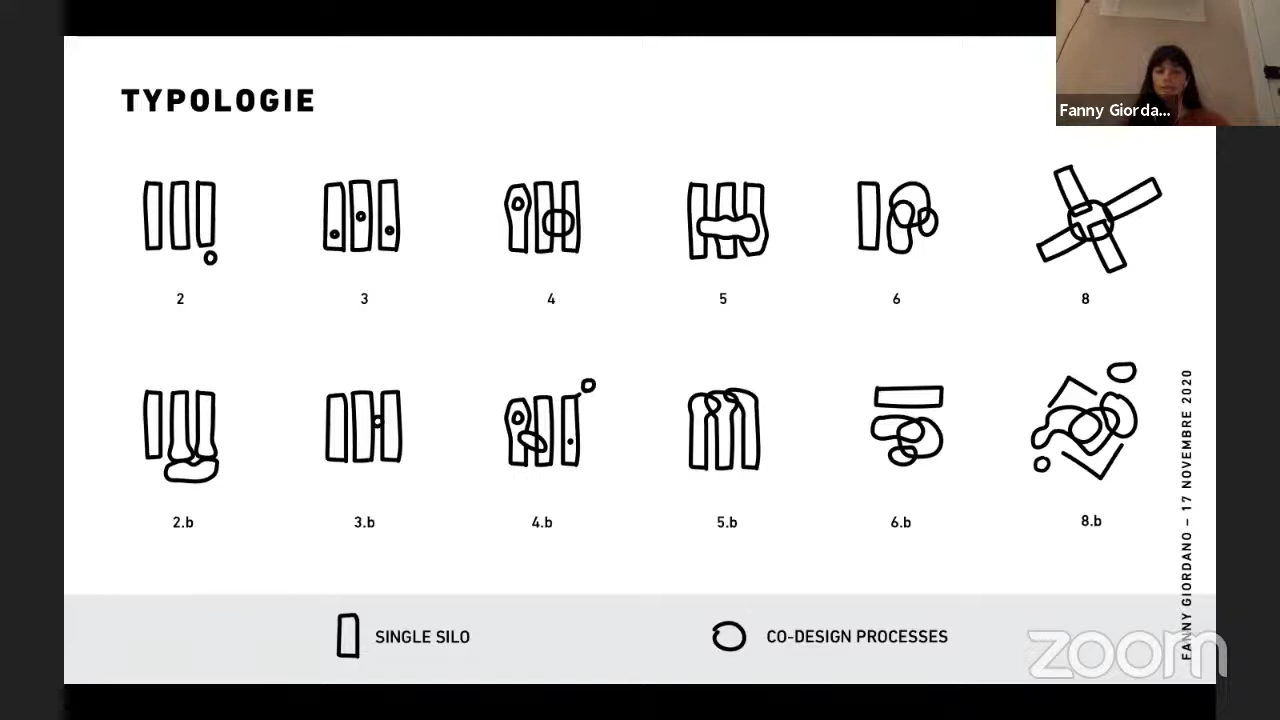 TYPOLOGIE
Fanny Giorda...
2
3
4
5
6
8
2.b
3.b
4.b
5.b
6.b
8.b
SINGLE SILO
CO-DESIGN PROCESSES
FANNY GIORDANO – 17 NOVEMBRE 2020
zoom